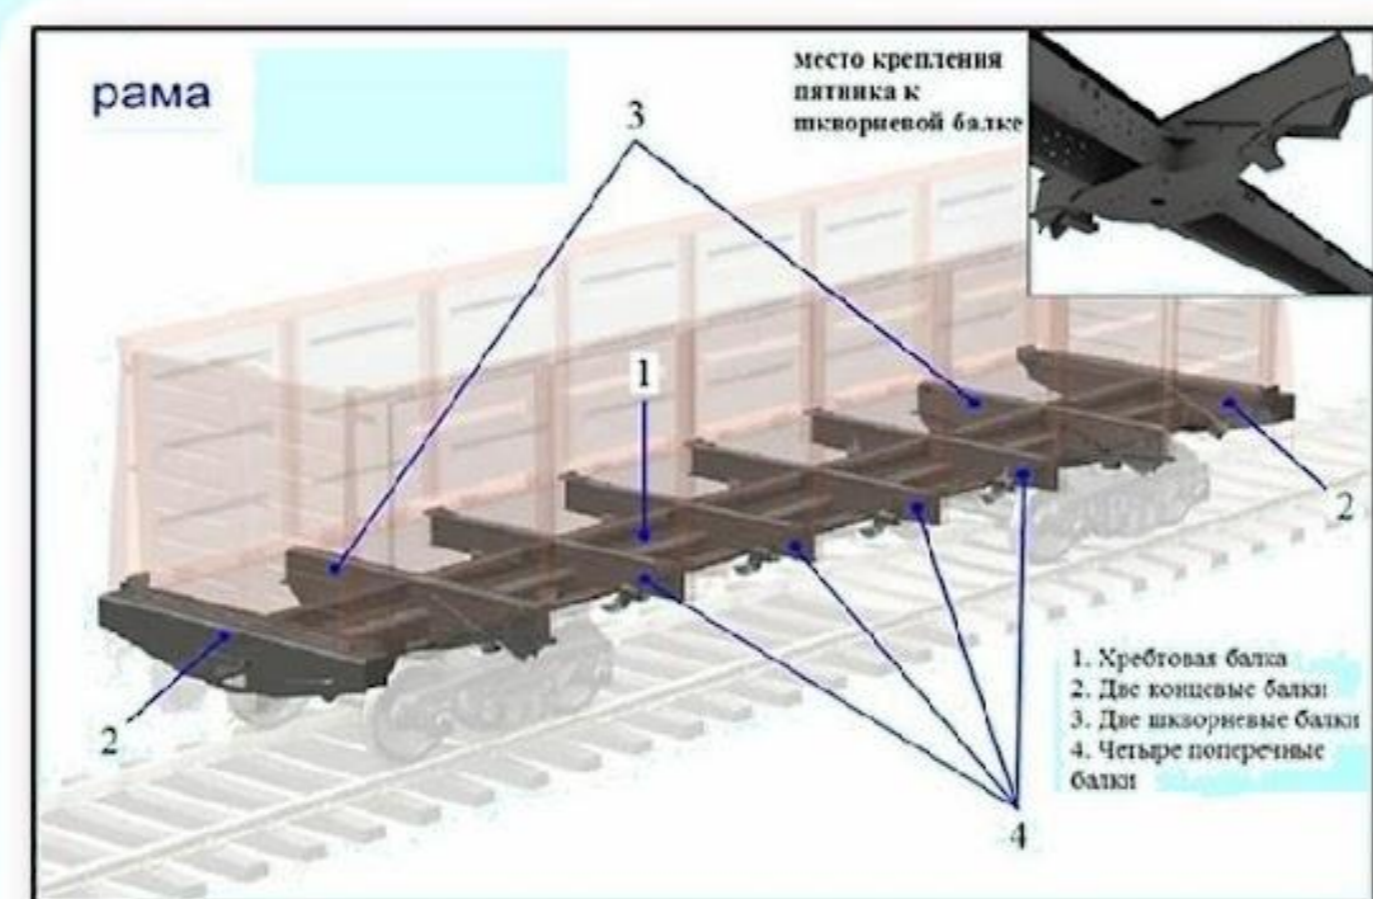 рама
место крепления
пятника к
шкворневой балке
3
1
2
2
4
1. Хребтовая балка
2. Две концевые балки
3. Две шкворневые балки
4. Четыре поперечные
балки